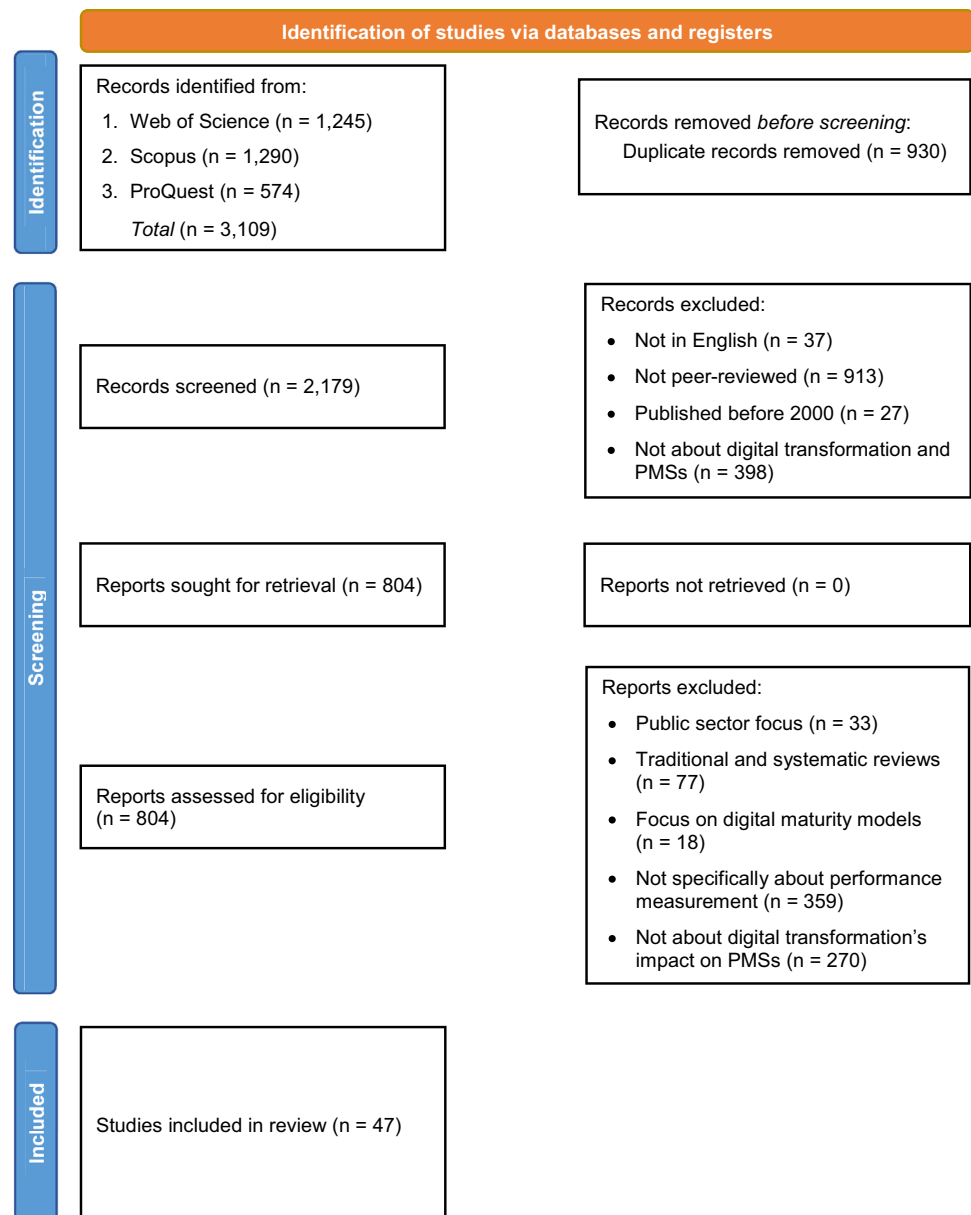 Identification of studies via databases and registers
Identification
Records identified from:
1. Web of Science (n = 1,245)
2. Scopus (n = 1,290)
3. ProQuest (n = 574)
Total (n = 3,109)
Records removed before screening:
Duplicate records removed (n = 930)
Screening
Records screened (n = 2,179)
Records excluded:
• Not in English (n = 37)
• Not peer-reviewed (n = 913)
• Published before 2000 (n = 27)
• Not about digital transformation and
PMSs (n = 398)
Reports sought for retrieval (n = 804)
Reports not retrieved (n = 0)
Reports assessed for eligibility
(n = 804)
Reports excluded:
• Public sector focus (n = 33)
• Traditional and systematic reviews
(n = 77)
• Focus on digital maturity models
(n = 18)
• Not specifically about performance
measurement (n = 359)
• Not about digital transformation's
impact on PMSs (n = 270)
Included
Studies included in review (n = 47)